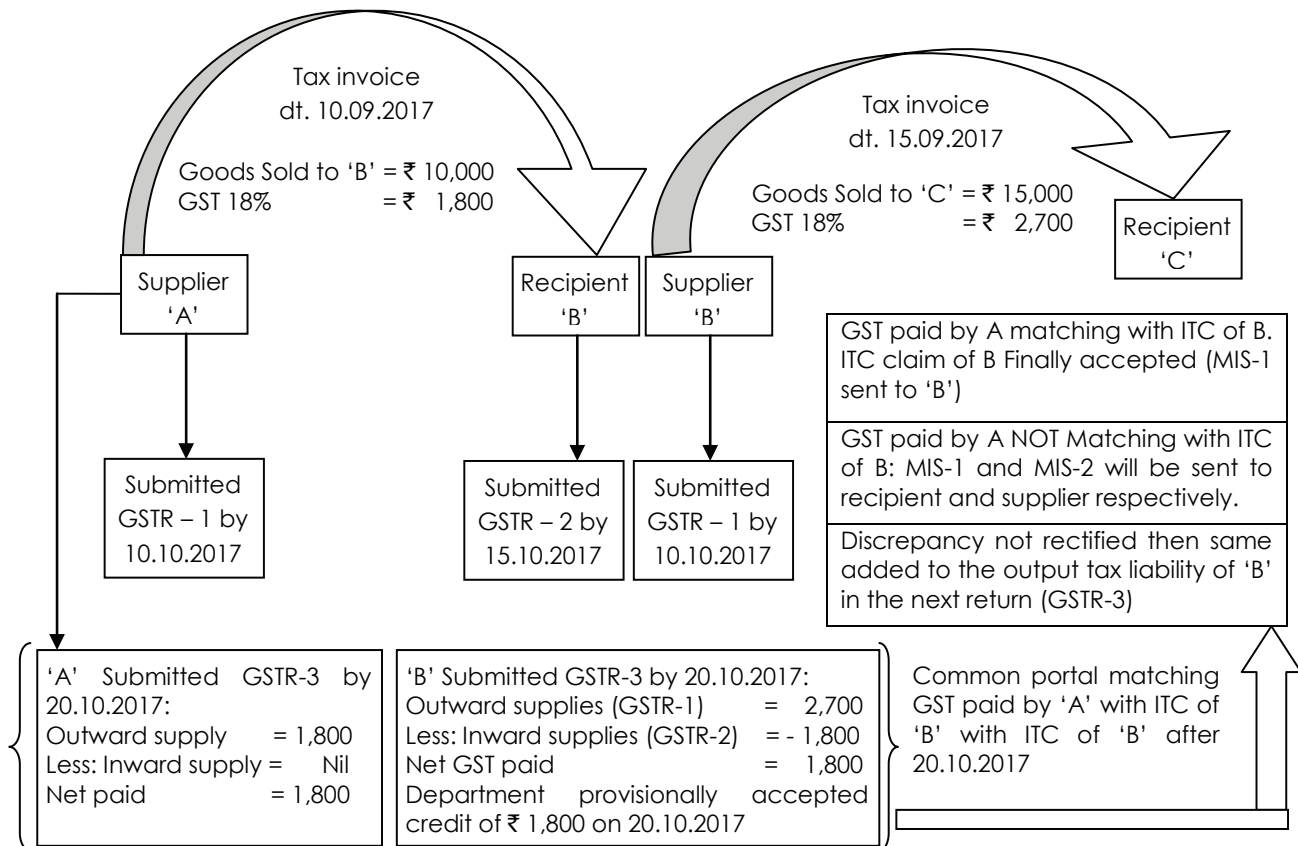 Tax invoice
dt. 10.09.2017
Goods Sold to ‘B’ = ₹ 10,000
GST 18% = ₹ 1,800
Tax invoice
dt. 15.09.2017
Goods Sold to ‘C’ = ₹ 15,000
GST 18% = ₹ 2,700
Supplier
‘A’
Recipient
‘B’
Supplier
‘B’
Recipient
‘C’
Submitted
GSTR – 1 by
10.10.2017
Submitted
GSTR – 2 by
15.10.2017
Submitted
GSTR – 1 by
10.10.2017
GST paid by A matching with ITC of B.
ITC claim of B Finally accepted (MIS-1
sent to ‘B’)
GST paid by A NOT Matching with ITC
of B: MIS-1 and MIS-2 will be sent to
recipient and supplier respectively.
Discrepancy not rectified then same
added to the output tax liability of ‘B’
in the next return (GSTR-3)
‘A’ Submitted GSTR-3 by
20.10.2017:
Outward supply = 1,800
Less: Inward supply = Nil
Net paid = 1,800
‘B’ Submitted GSTR-3 by 20.10.2017:
Outward supplies (GSTR-1) = 2,700
Less: Inward supplies (GSTR-2) = - 1,800
Net GST paid = 1,800
Department provisionally accepted
credit of ₹ 1,800 on 20.10.2017
Common portal matching
GST paid by ‘A’ with ITC of
‘B’ with ITC of ‘B’ after
20.10.2017